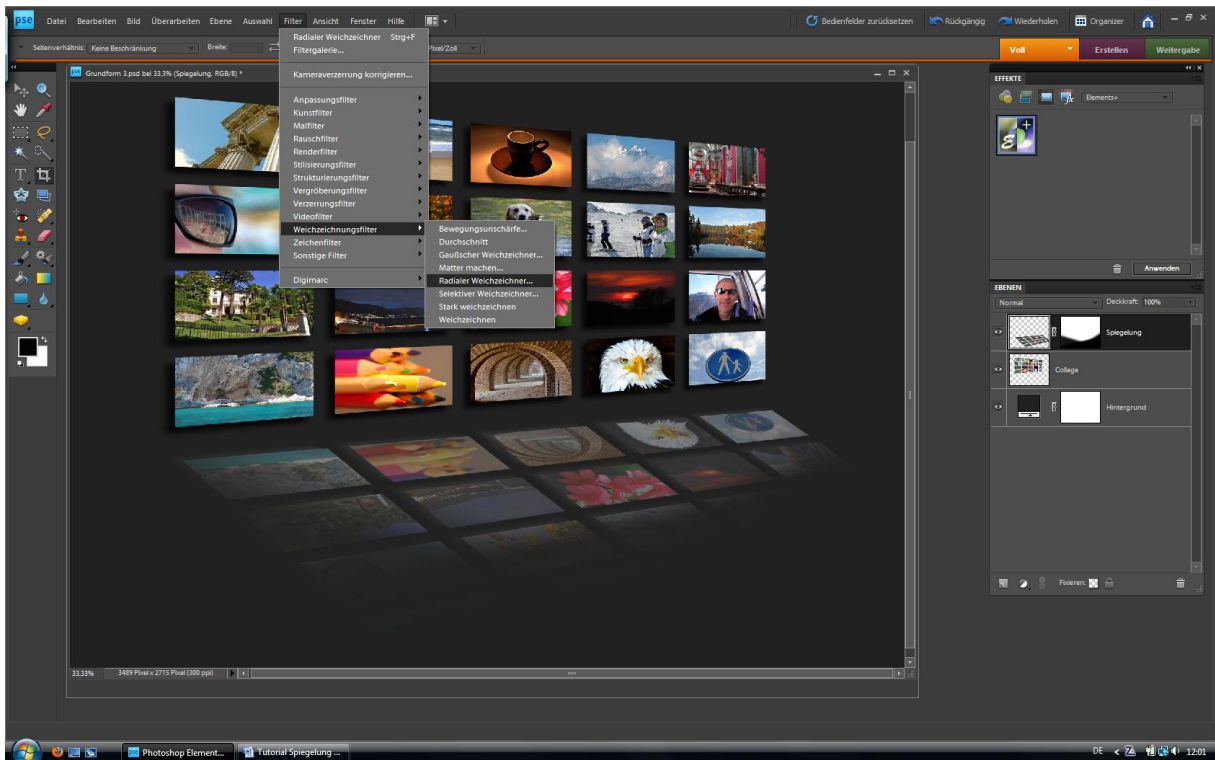 pse Datei Bearbeiten Bild Überarbeiten Ebene Auswahl Filter Ansicht Fenster Hilfe Bedienfelder zurücksetzen Rückgängig Wiederholen Organizer
Seitenverhältnis: Keine Beschränkung Breite: Pixel/Zoll Voll Erstellen Weitergabe
Grundform 3.psd bei 33,3% (Spiegelung, RGB/8) *
Radialer Weichzeichner Strg+F
Filtergalerie...
Kameraverzerrung korrigieren...
Anpassungsfilter
Kunstfilter
Malfilter
Rauschfilter
Renderfilter
Stilisierungsfilter
Strukturierungsfilter
Vergröberungsfilter
Verzerrungsfilter
Videofilter
Weichzeichnungsfilter
Zeichenfilter
Sonstige Filter
Digimarc
Bewegungsunschärfe...
Durchschnitt
Gaußscher Weichzeichner...
Matter machen...
Radialer Weichzeichner...
Selektiver Weichzeichner...
Stark weichzeichnen
Weichzeichnen
EFFEKTE
Elements+
Anwenden
EBENEN
Normal Deckkraft: 100%
Spiegelung
Collage
Hintergrund
Fixieren:
33,33% 3489 Pixel x 2715 Pixel (300 ppi)
Photoshop Element... Tutorial Spiegelung ... DE 12:01